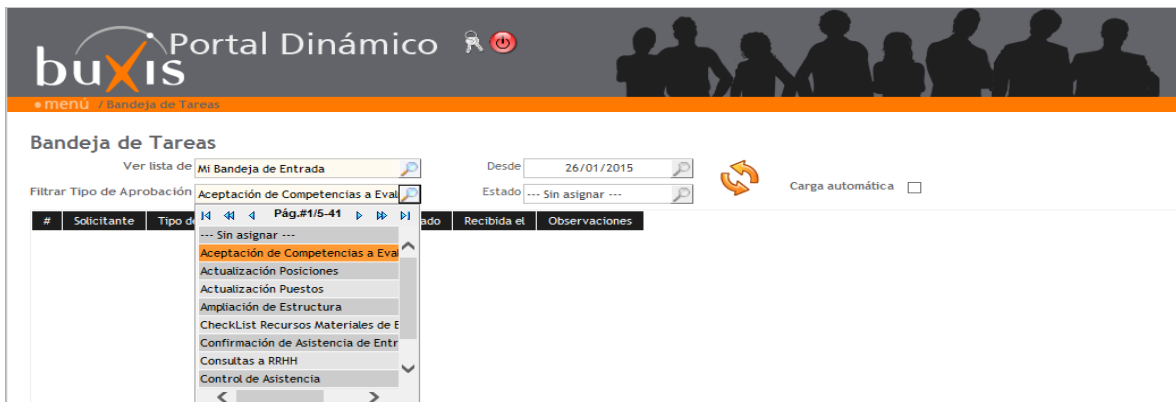 Portal Dinámico
buxis
• menú / Bandeja de Tareas
Bandeja de Tareas
Ver lista de Mi Bandeja de Entrada Desde 26/01/2015
Filtrar Tipo de Aprobación Aceptación de Competencias a Eval Estado --- Sin asignar --- Carga automática
# Solicitante Tipo d ado Recibida el Observaciones
Pág.#1/5-41
--- Sin asignar ---
Aceptación de Competencias a Eval
Actualización Posiciones
Actualización Puestos
Ampliación de Estructura
CheckList Recursos Materiales de E
Confirmación de Asistencia de Entr
Consultas a RRHH
Control de Asistencia